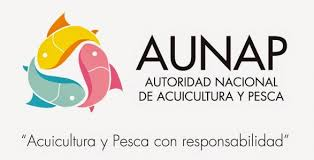 AUNAP
AUTORIDAD NACIONAL
DE ACUICULTURA Y PESCA
“Acuicultura y Pesca con responsabilidad”